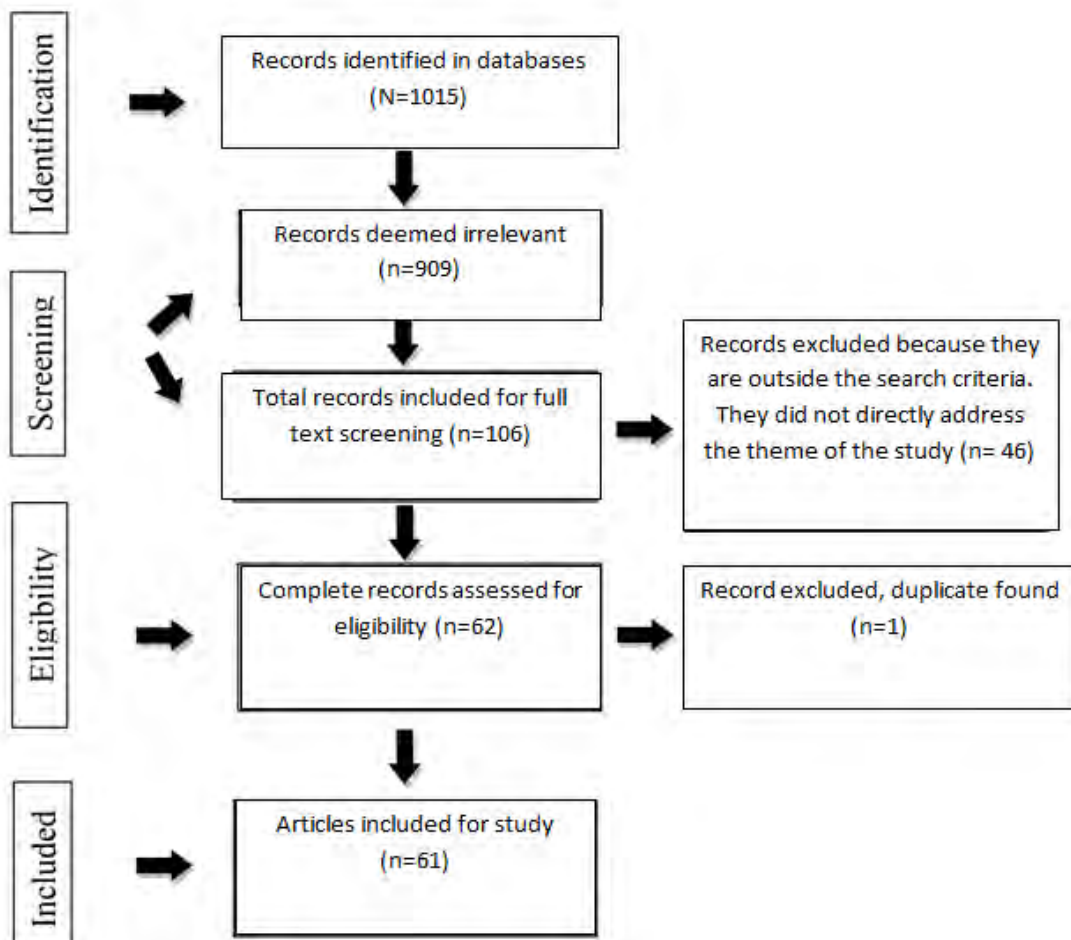 Identification
Records identified in databases
(N=1015)
Records deemed irrelevant
(n=909)
Screening
Total records included for full
text screening (n=106)
Records excluded because they
are outside the search criteria.
They did not directly address
the theme of the study (n= 46)
Eligibility
Complete records assessed for
eligibility (n=62)
Record excluded, duplicate found
(n=1)
Included
Articles included for study
(n=61)